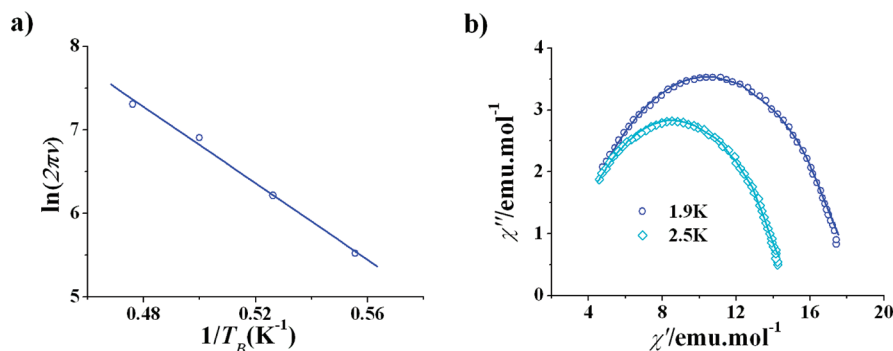 a)
8
7
6
5
ln(2πν)
0.48
0.52
0.56
1/T_B(K⁻¹)
b)
4
3
2
1
0
χ''/emu.mol⁻¹
1.9K
2.5K
4
8
12
16
20
χ'/emu.mol⁻¹